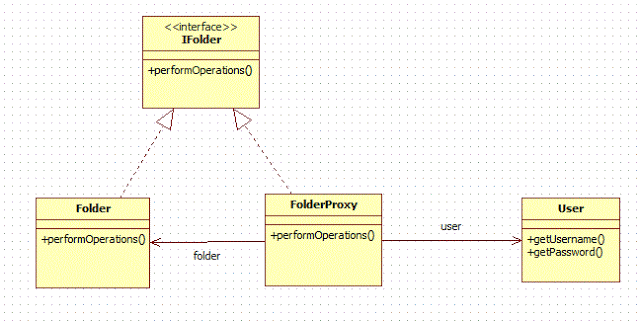 <<interface>>
IFolder
+performOperations()
Folder
+performOperations()
FolderProxy
+performOperations()
User
+getUsername()
+getPassword()
folder
user